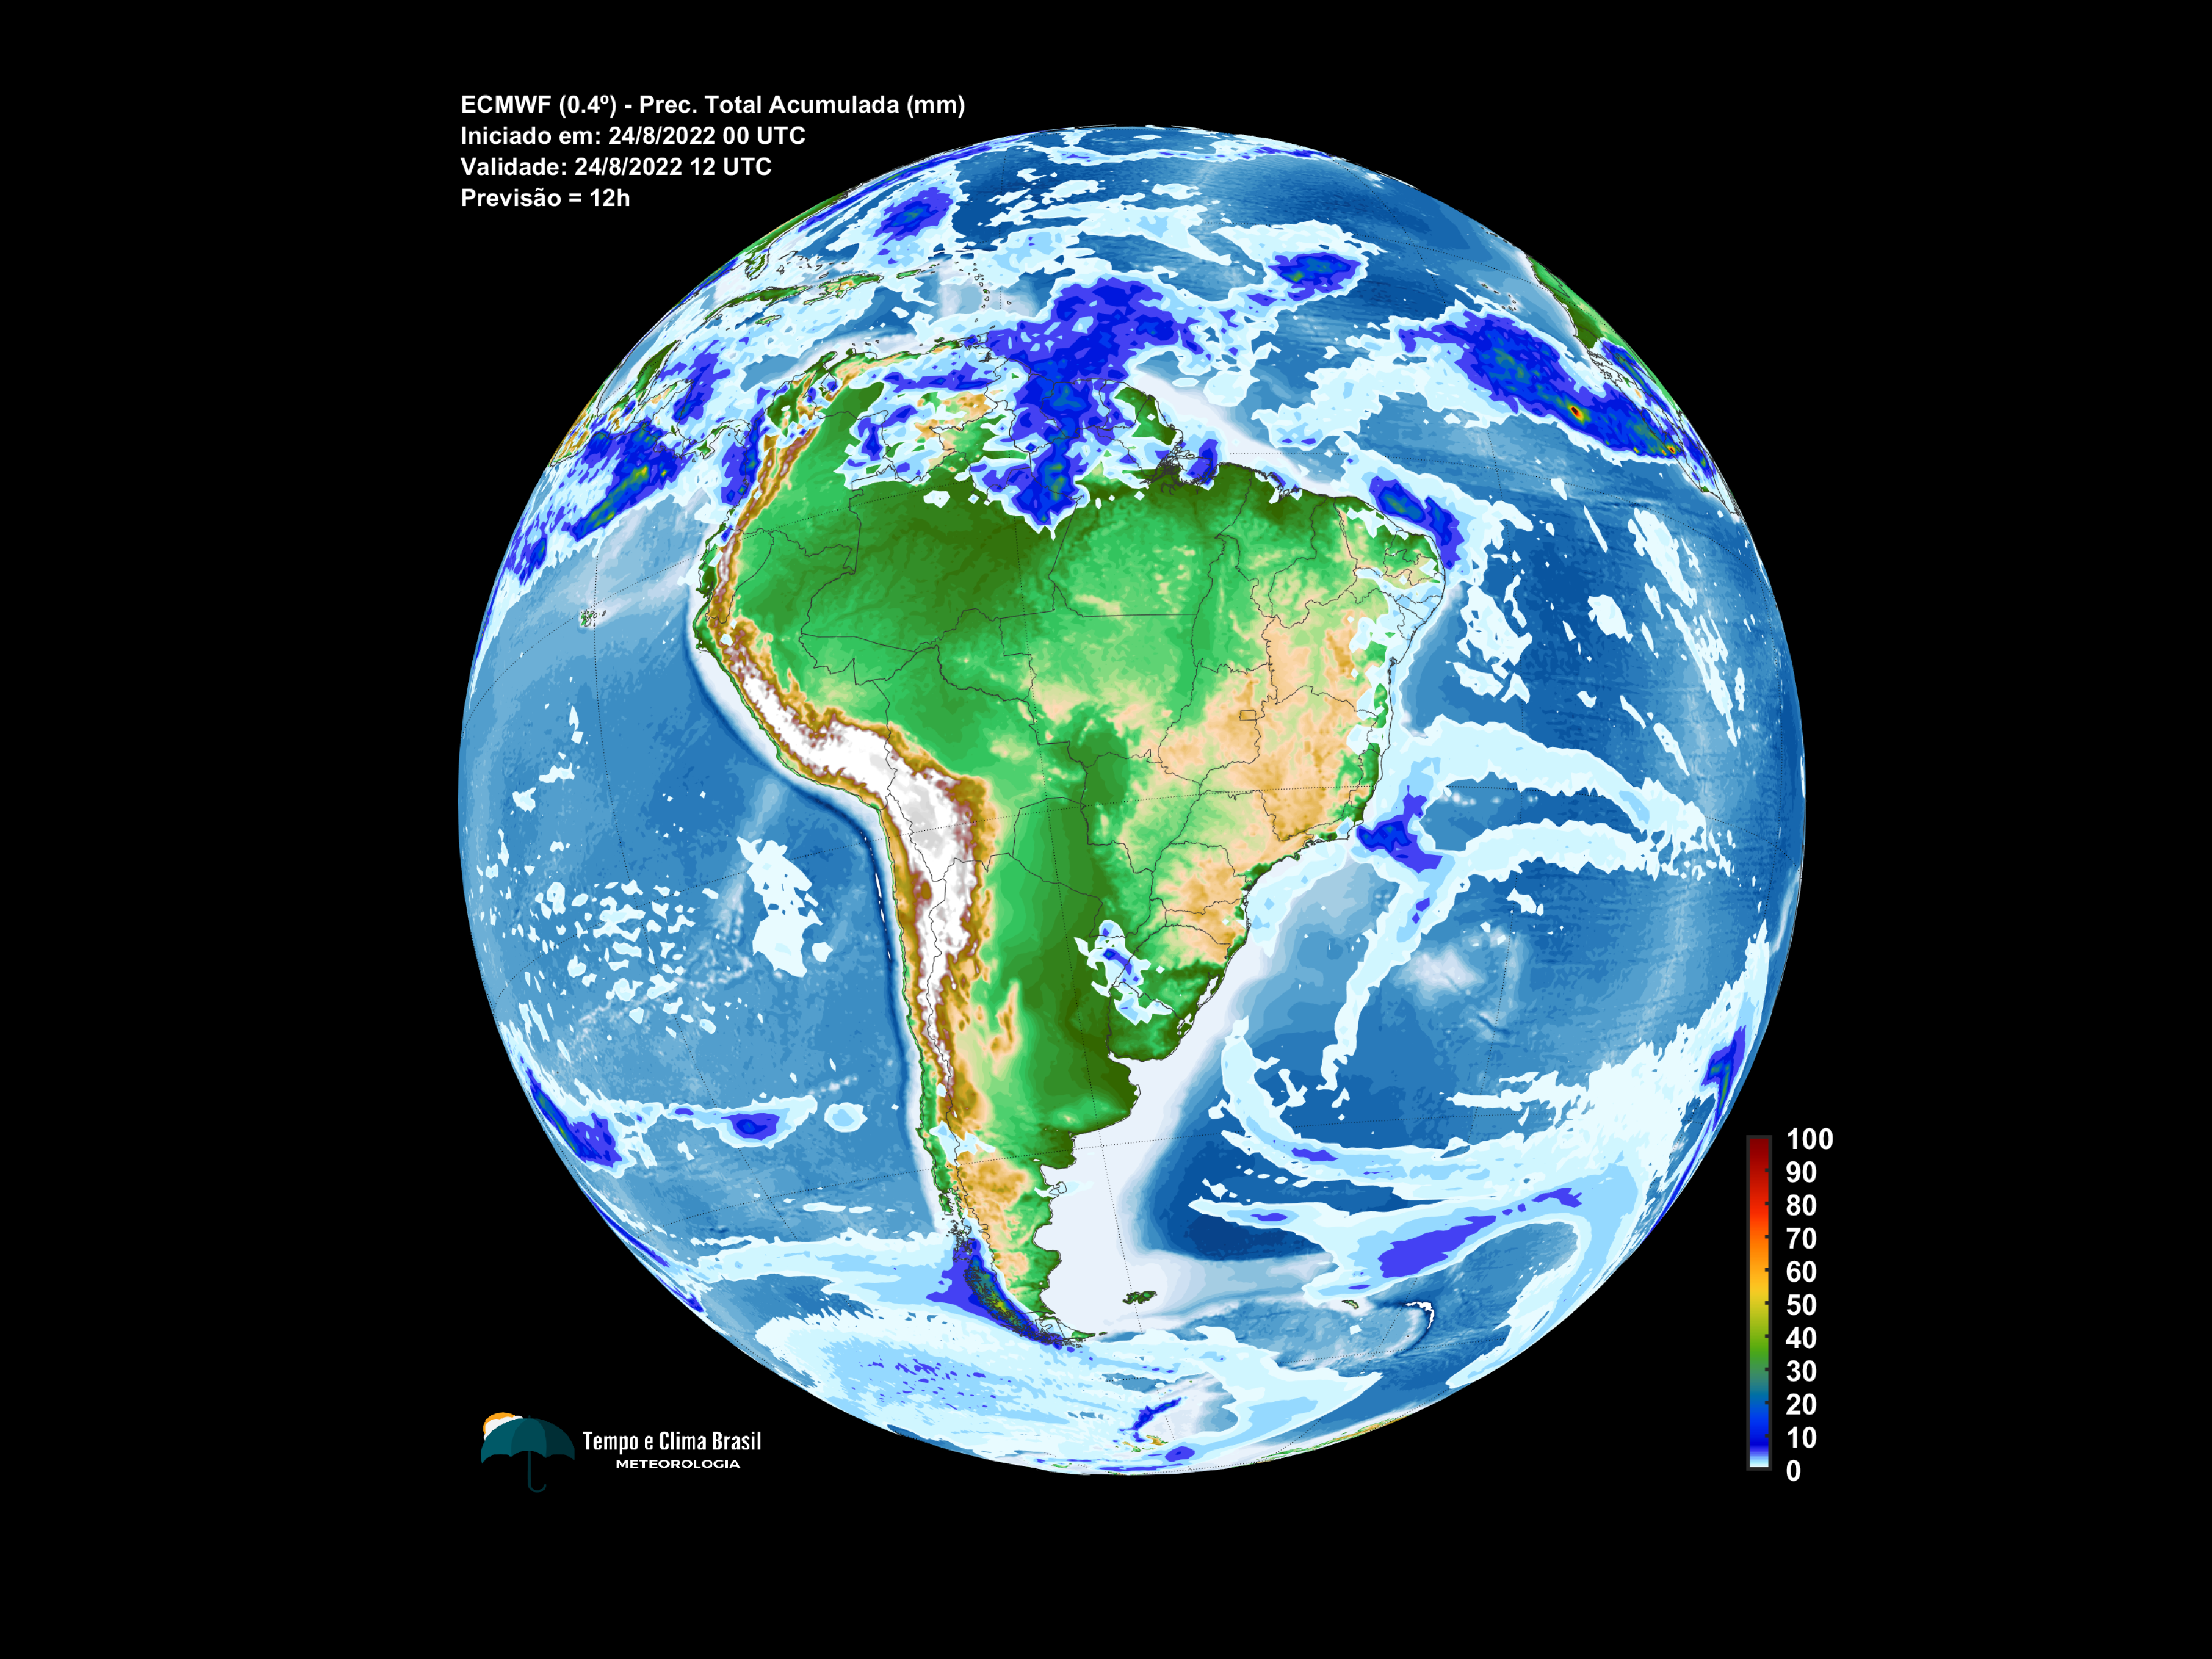 ECMWF (0.4º) - Prec. Total Acumulada (mm)
Iniciado em: 24/8/2022 00 UTC
Validade: 24/8/2022 12 UTC
Previsão = 12h
100
90
80
70
60
50
40
30
20
10
0
Tempo e Clima Brasil
METEOROLOGIA